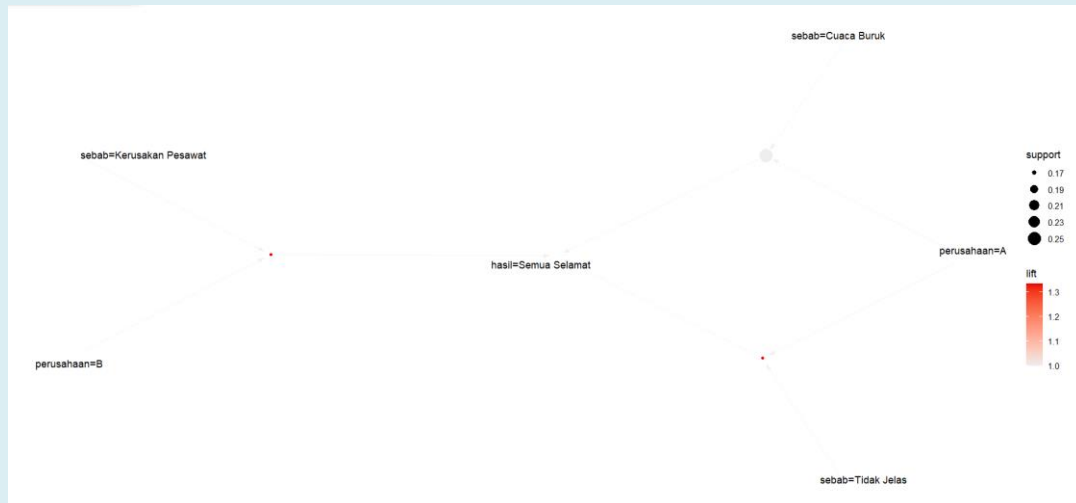 sebab=Cuaca Buruk
sebab=Kerusakan Pesawat
hasil=Semua Selamat
perusahaan=A
perusahaan=B
sebab=Tidak Jelas
support
0.17
0.19
0.21
0.23
0.25
lift
1.3
1.2
1.1
1.0